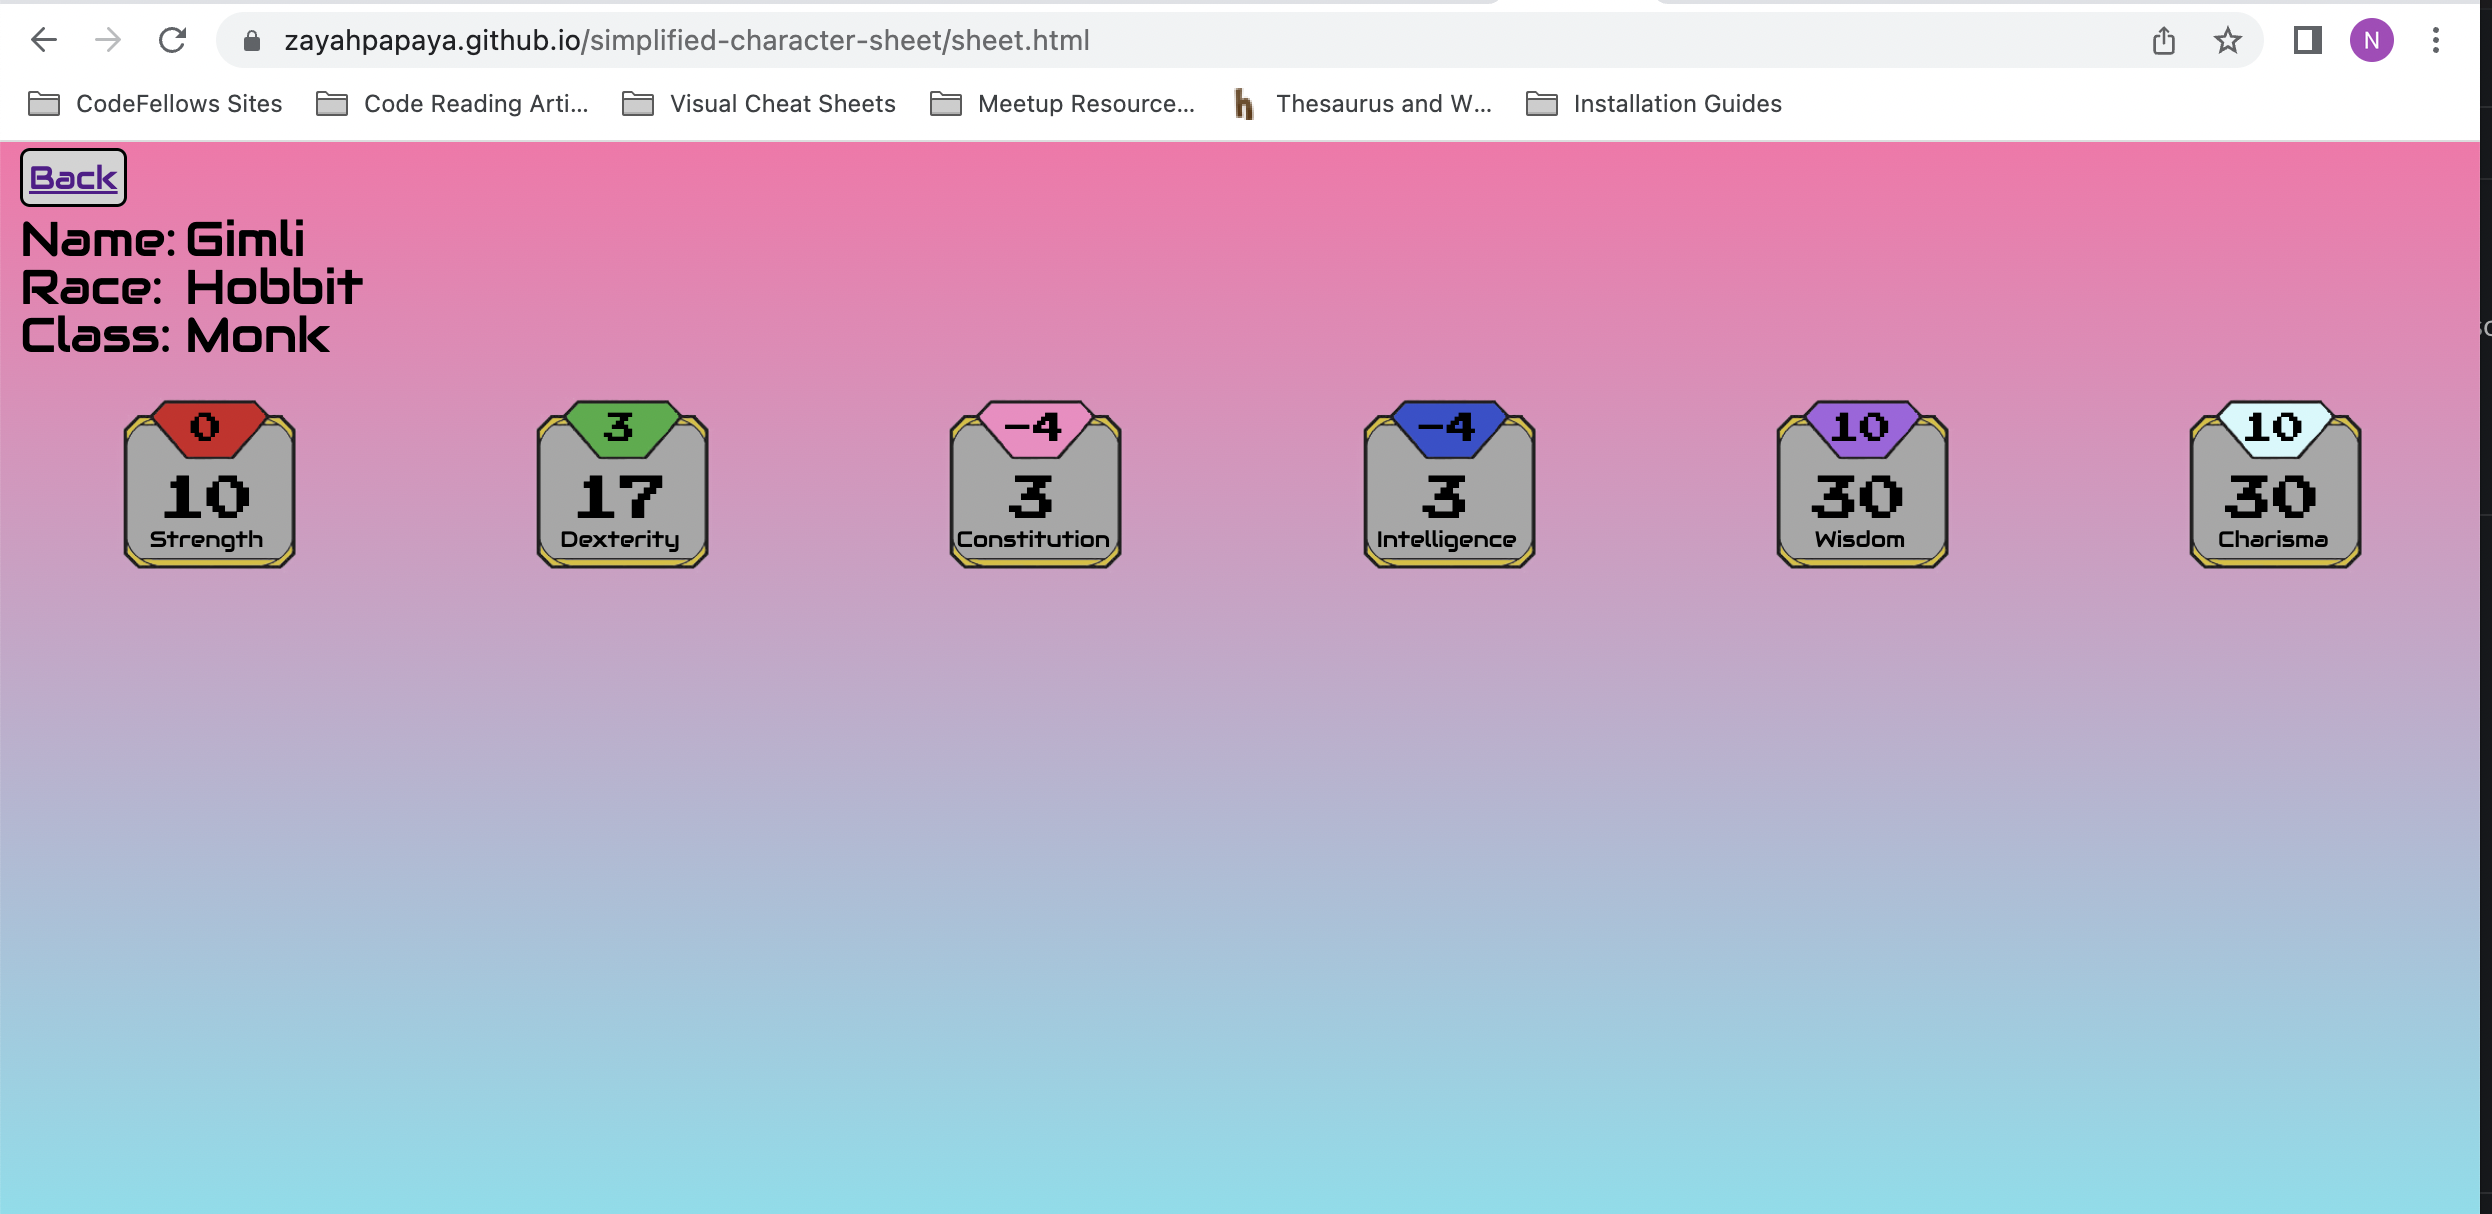 zayahpapaya.github.io/simplified-character-sheet/sheet.html
N
CodeFellows Sites
Code Reading Arti...
Visual Cheat Sheets
Meetup Resource...
h
Thesaurus and W...
Installation Guides
Back
Name: Gimli
Race: Hobbit
Class: Monk
0
10
Strength
3
17
Dexterity
-4
3
Constitution
-4
3
Intelligence
10
30
Wisdom
10
30
Charisma